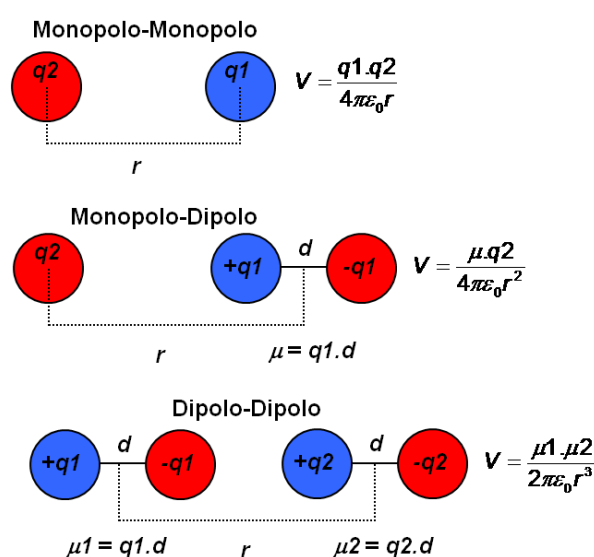 Monopolo-Monopolo
q2 q1 V = q1.q2 / 4πε₀r
r
Monopolo-Dipolo
q2 +q1 d -q1 V = μ.q2 / 4πε₀r²
r μ = q1.d
Dipolo-Dipolo
+q1 d -q1 +q2 d -q2 V = μ1.μ2 / 2πε₀r³
μ1 = q1.d r μ2 = q2.d